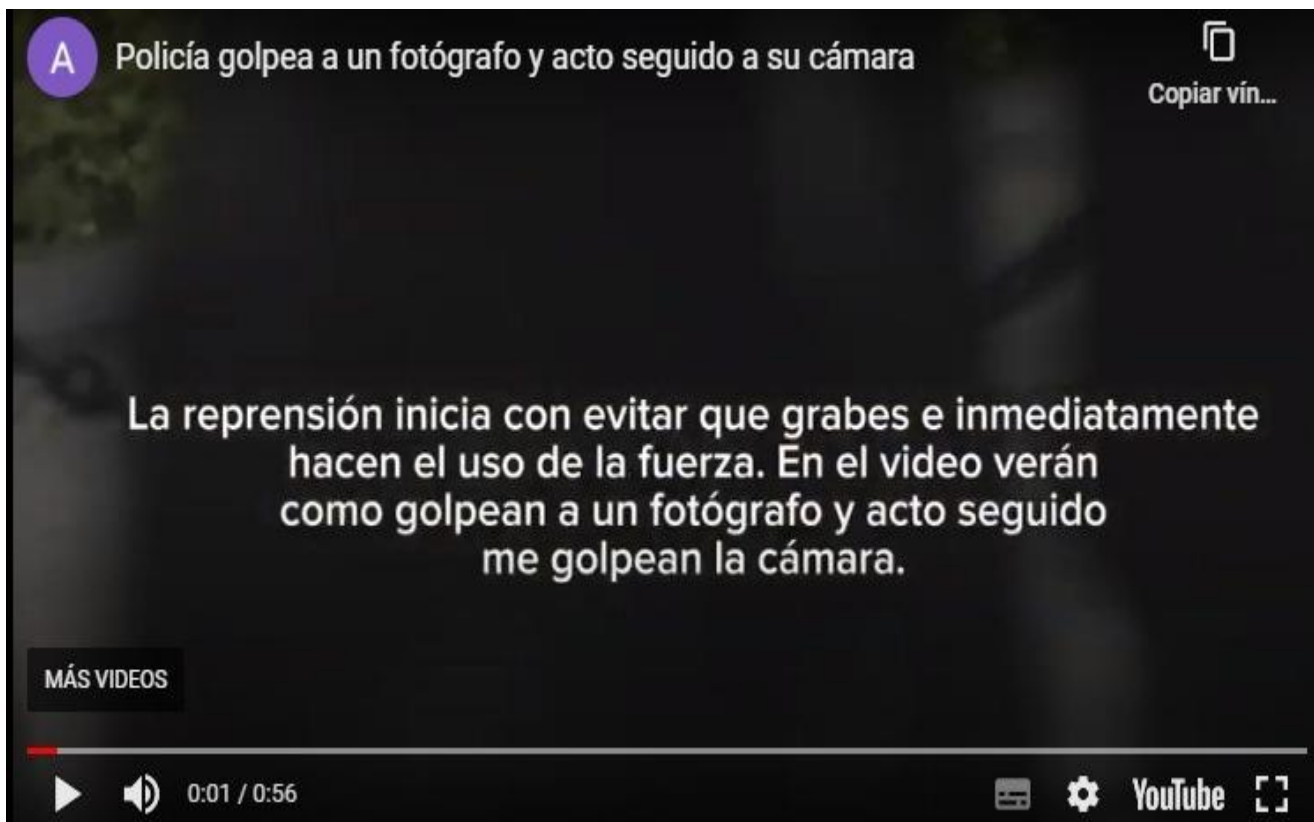 A
Policía golpea a un fotógrafo y acto seguido a su cámara
Copiar vín...
La reprensión inicia con evitar que grabes e inmediatamente
hacen el uso de la fuerza. En el video verán
como golpean a un fotógrafo y acto seguido
me golpean la cámara.
MÁS VIDEOS
0:01 / 0:56
YouTube